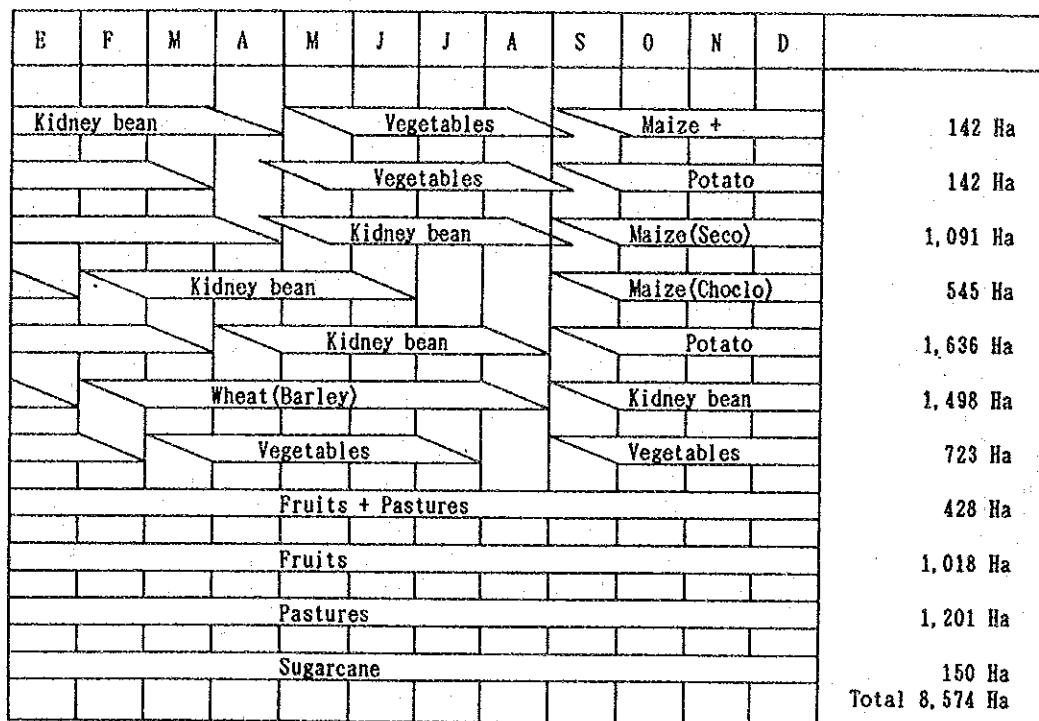 E F M A M J J A S O N D
Kidney bean Vegetables Maize + 142 Ha
Vegetables Potato 142 Ha
Kidney bean Maize(Seco) 1,091 Ha
Kidney bean Maize(Choclo) 545 Ha
Kidney bean Potato 1,636 Ha
Wheat(Barley) Kidney bean 1,498 Ha
Vegetables Vegetables 723 Ha
Fruits + Pastures 428 Ha
Fruits 1,018 Ha
Pastures 1,201 Ha
Sugarcane 150 Ha
Total 8,574 Ha